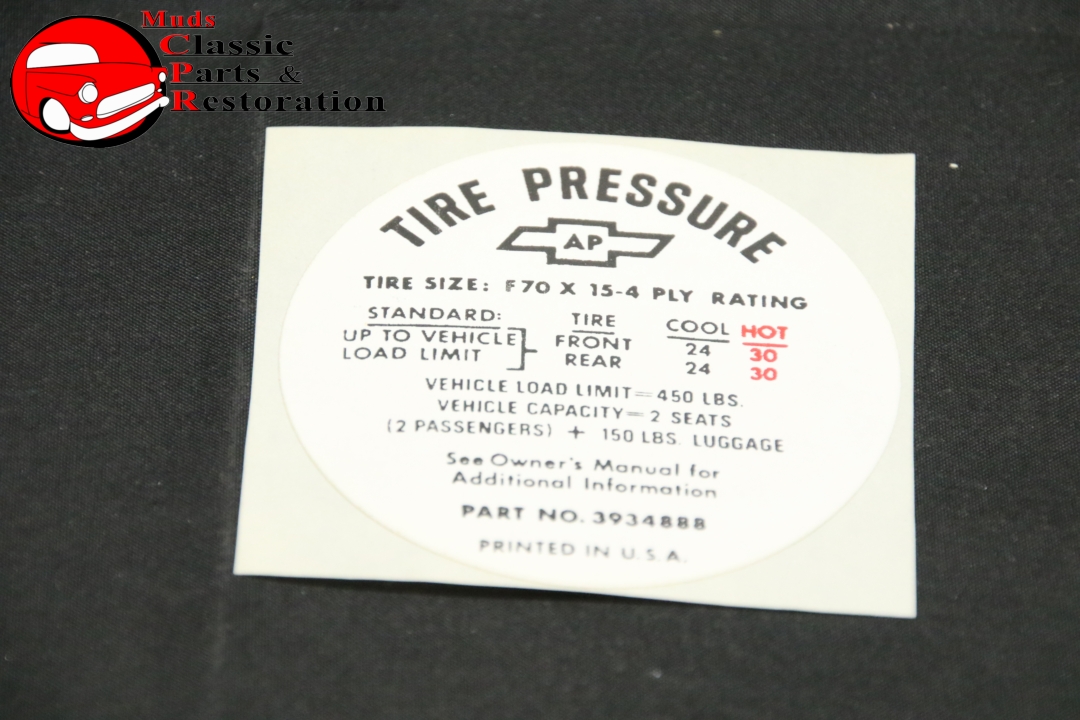 Muds
Classic
Parts &
Restoration
TIRE PRESSURE
AP
TIRE SIZE: F70 X 15-4 PLY RATING
STANDARD: TIRE COOL HOT
UP TO VEHICLE FRONT 24 30
LOAD LIMIT REAR 24 30
VEHICLE LOAD LIMIT=450 LBS.
VEHICLE CAPACITY=2 SEATS
(2 PASSENGERS) + 150 LBS. LUGGAGE
See Owner's Manual for
Additional Information
PART NO. 3934888
PRINTED IN U.S.A.